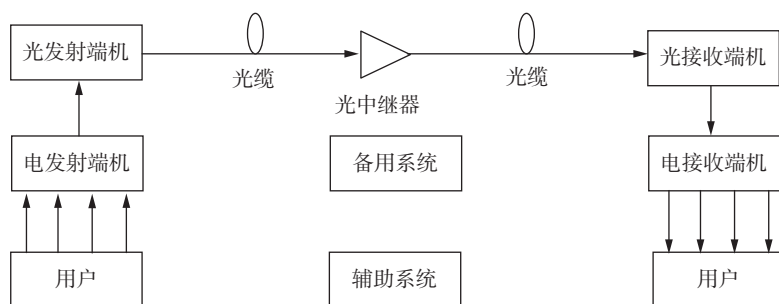 光发射端机
光缆
光中继器
光缆
光接收端机
电发射端机
备用系统
电接收端机
用户
辅助系统
用户